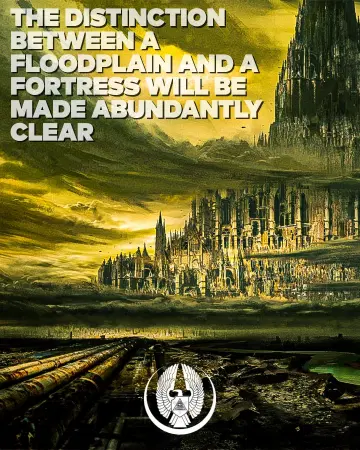 THE DISTINCTION
BETWEEN A
FLOODPLAIN AND A
FORTRESS WILL BE
MADE ABUNDANTLY
CLEAR